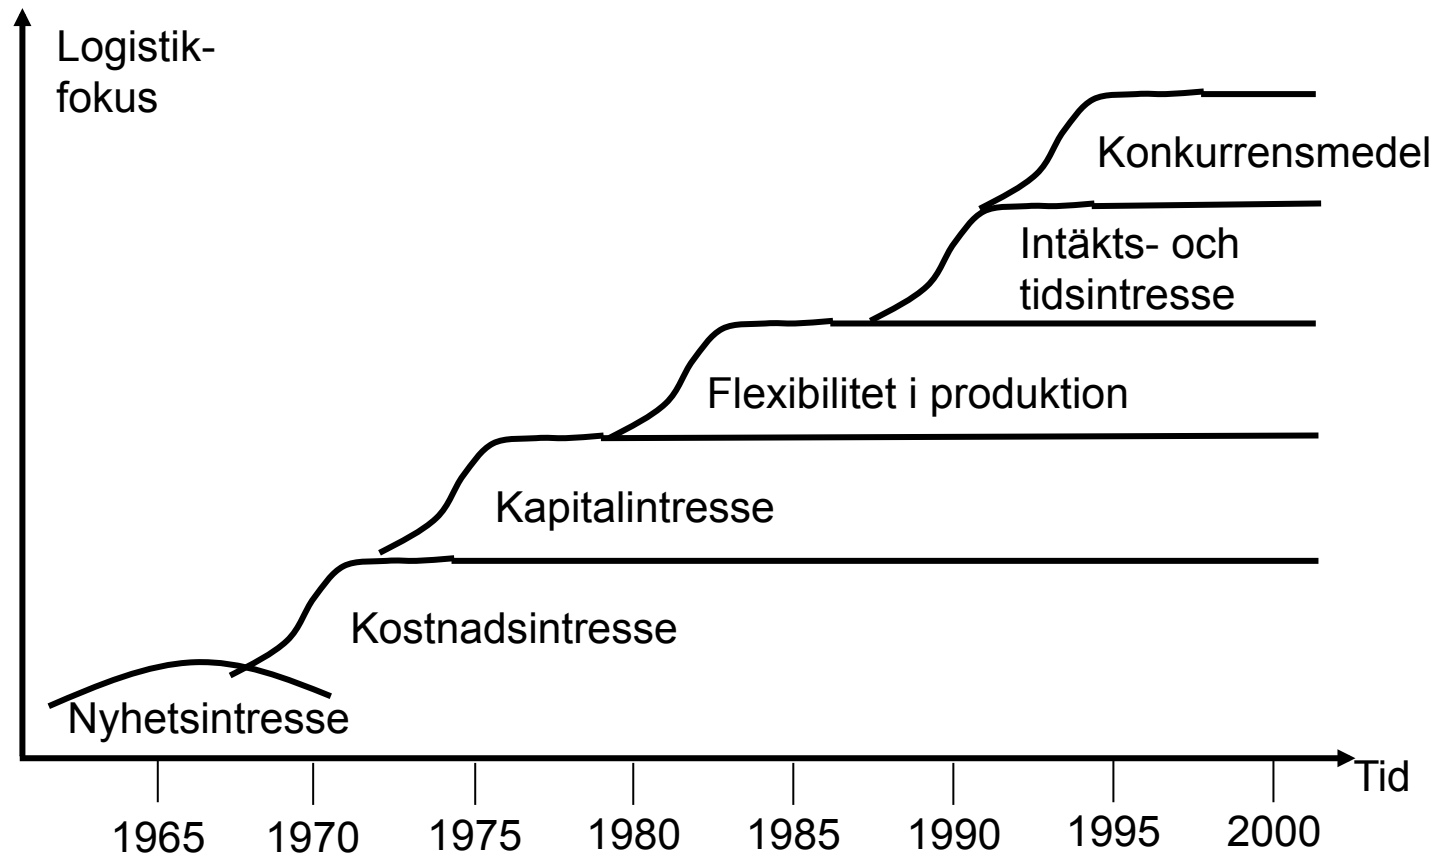 Logistik-
fokus
Konkurrensmedel
Intäkts- och
tidsintresse
Flexibilitet i produktion
Kapitalintresse
Kostnadsintresse
Nyhetsintresse
Tid
1965 1970 1975 1980 1985 1990 1995 2000